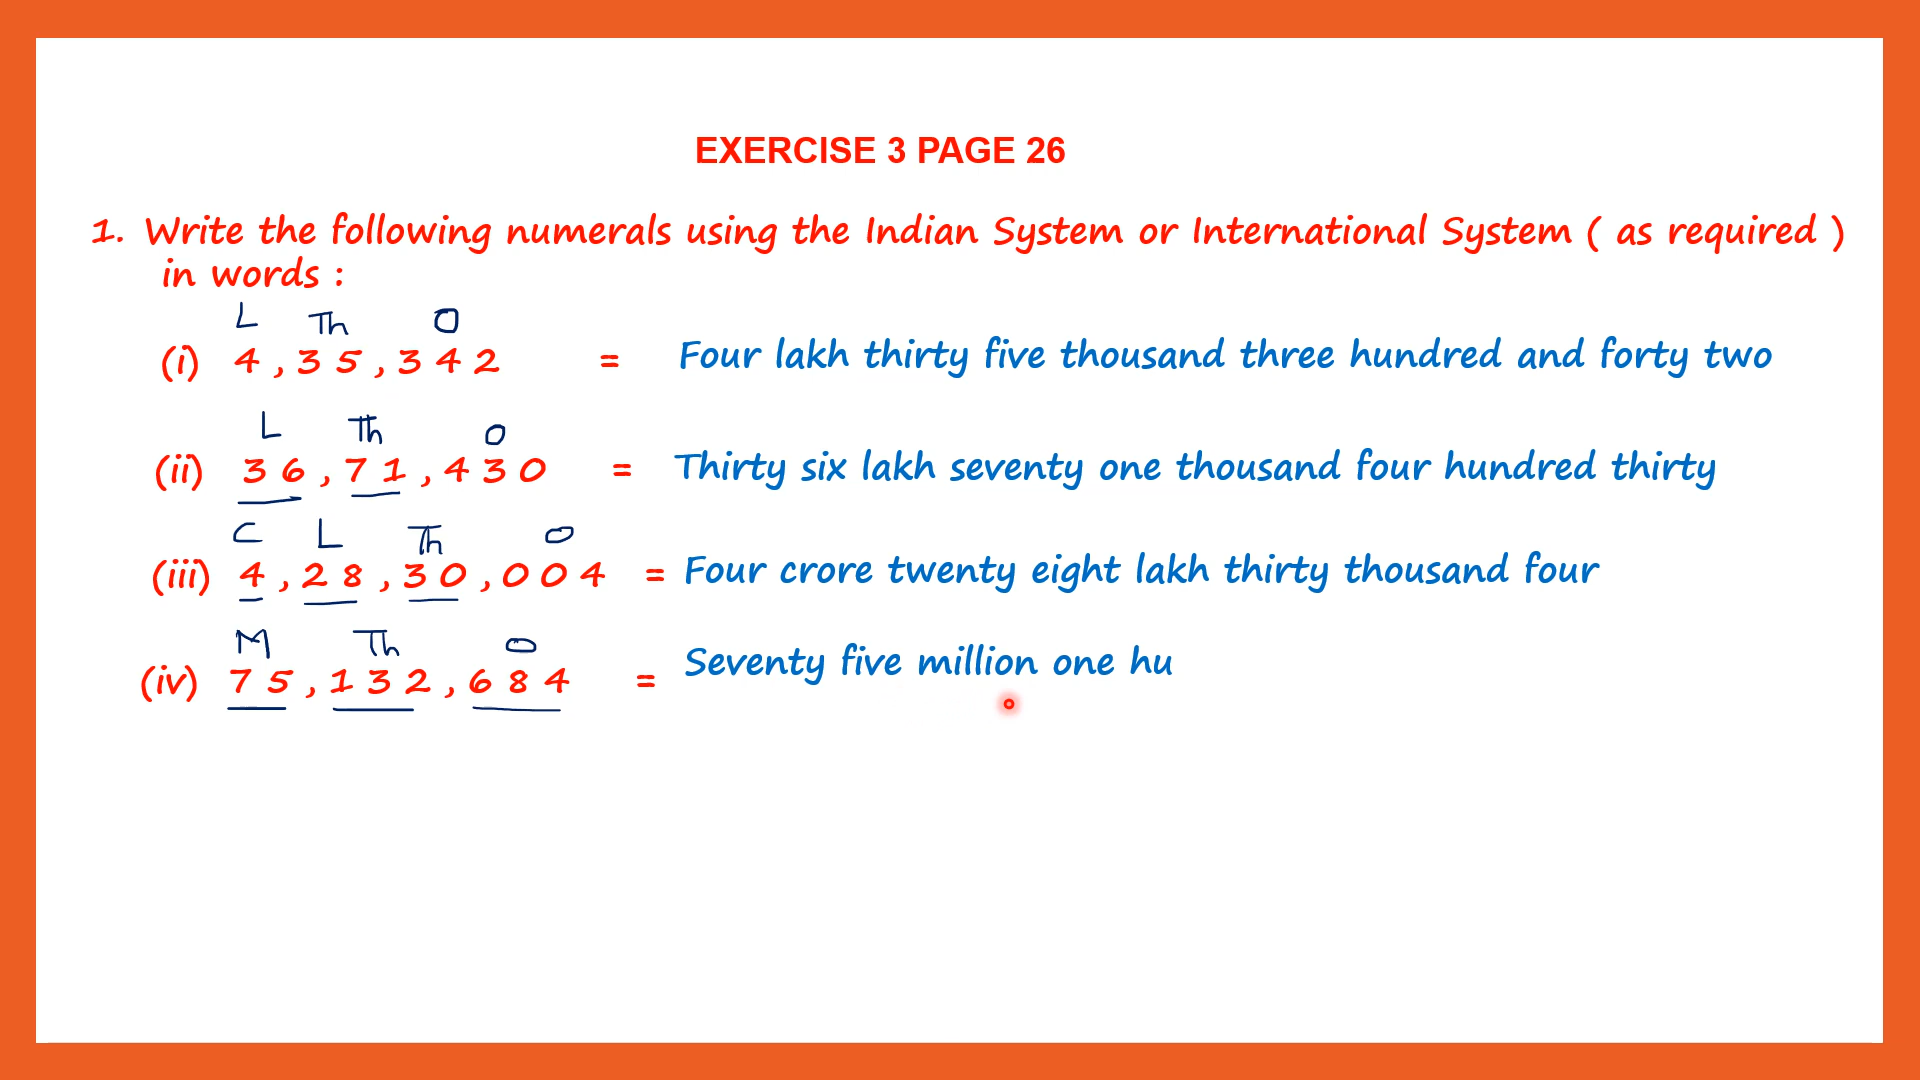 EXERCISE 3 PAGE 26
1. Write the following numerals using the Indian System or International System ( as required )
in words :
L Th O
(i) 4 , 3 5 , 3 4 2 = Four lakh thirty five thousand three hundred and forty two
L Th O
(ii) 3 6 , 7 1 , 4 3 0 = Thirty six lakh seventy one thousand four hundred thirty
C L Th O
(iii) 4 , 2 8 , 3 0 , 0 0 4 = Four crore twenty eight lakh thirty thousand four
M Th O
(iv) 7 5 , 1 3 2 , 6 8 4 = Seventy five million one hu